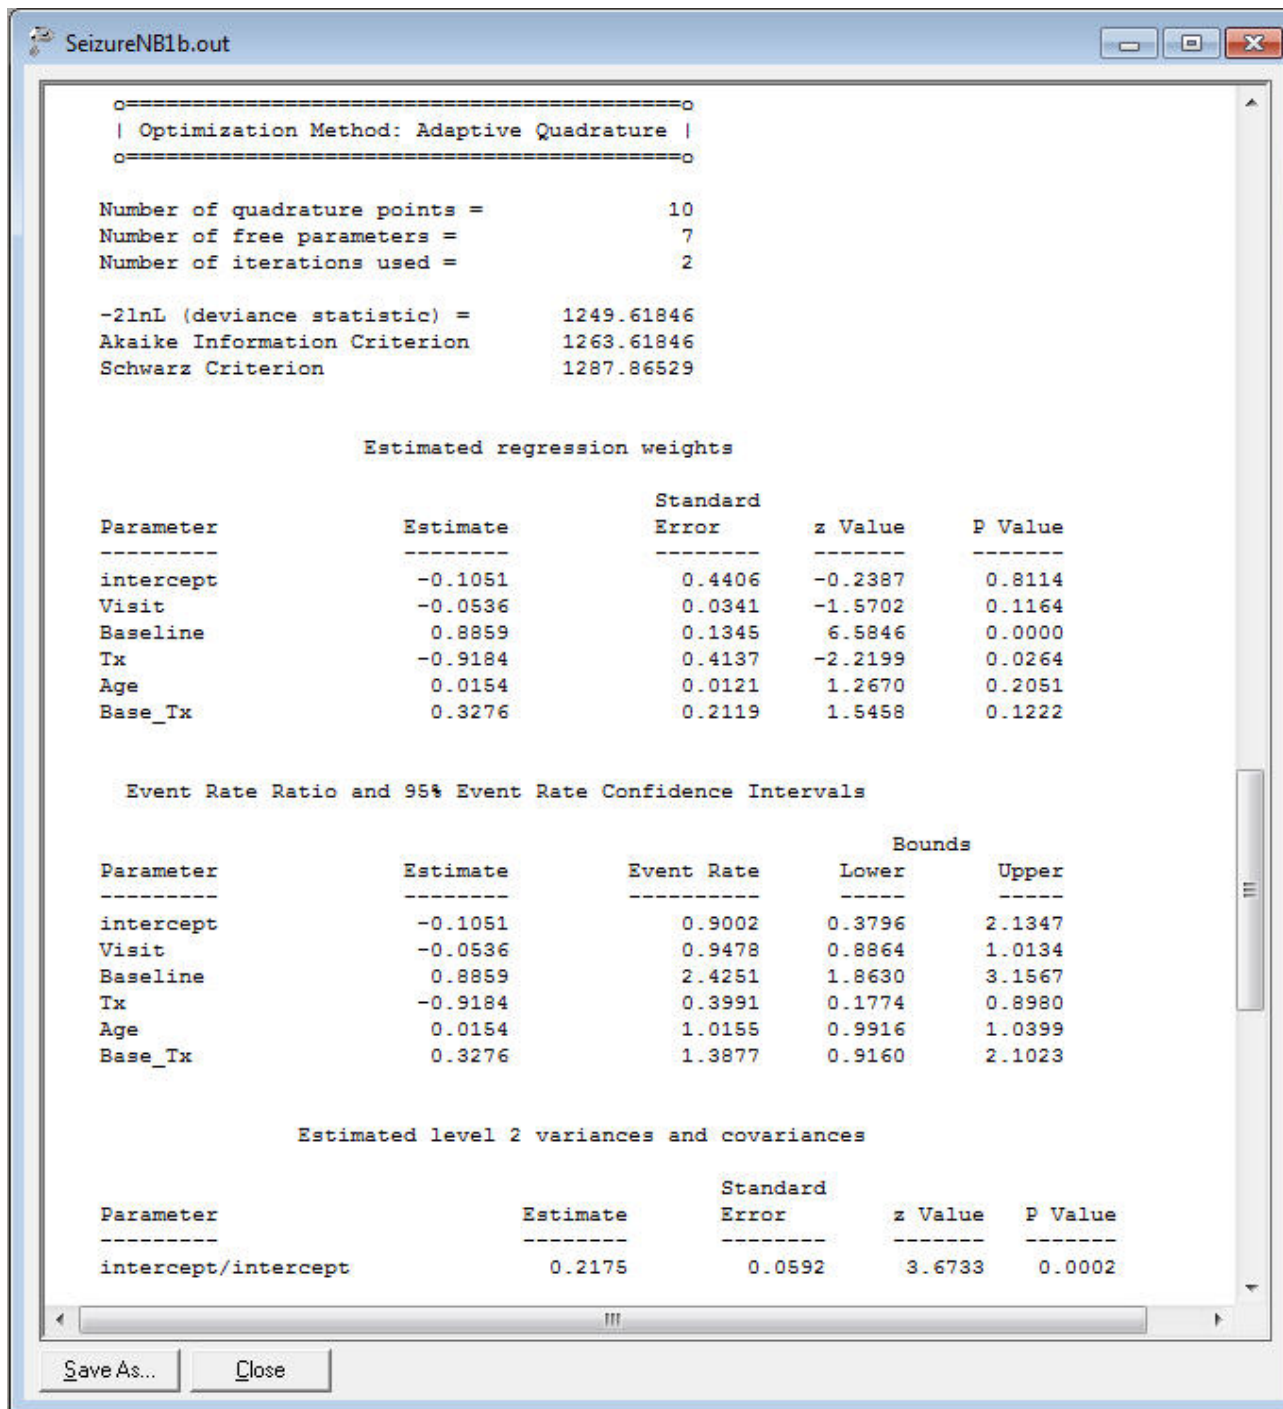 SeizureNB1b.out
o==========================================o
| Optimization Method: Adaptive Quadrature |
o==========================================o
Number of quadrature points = 10
Number of free parameters = 7
Number of iterations used = 2
-2lnL (deviance statistic) = 1249.61846
Akaike Information Criterion 1263.61846
Schwarz Criterion 1287.86529
Estimated regression weights
Standard
Parameter Estimate Error z Value P Value
--------- -------- -------- ------- -------
intercept -0.1051 0.4406 -0.2387 0.8114
Visit -0.0536 0.0341 -1.5702 0.1164
Baseline 0.8859 0.1345 6.5846 0.0000
Tx -0.9184 0.4137 -2.2199 0.0264
Age 0.0154 0.0121 1.2670 0.2051
Base_Tx 0.3276 0.2119 1.5458 0.1222
Event Rate Ratio and 95% Event Rate Confidence Intervals
Bounds
Parameter Estimate Event Rate Lower Upper
--------- -------- ---------- ----- -----
intercept -0.1051 0.9002 0.3796 2.1347
Visit -0.0536 0.9478 0.8864 1.0134
Baseline 0.8859 2.4251 1.8630 3.1567
Tx -0.9184 0.3991 0.1774 0.8980
Age 0.0154 1.0155 0.9916 1.0399
Base_Tx 0.3276 1.3877 0.9160 2.1023
Estimated level 2 variances and covariances
Standard
Parameter Estimate Error z Value P Value
--------- -------- -------- ------- -------
intercept/intercept 0.2175 0.0592 3.6733 0.0002
Save As... Close